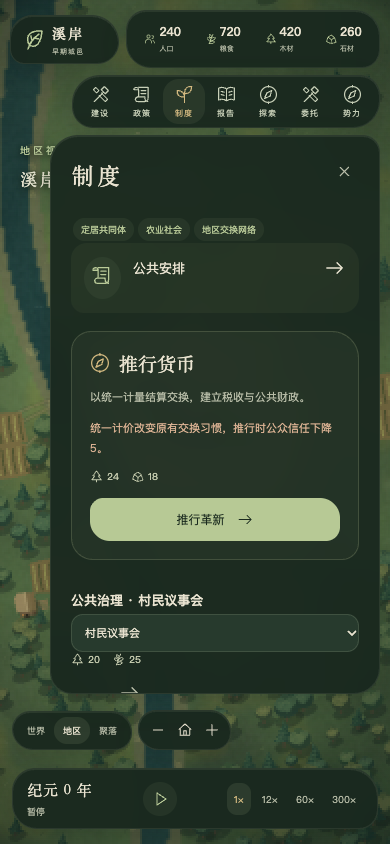 溪岸
早期城邑
240
人口
720
粮食
420
木材
260
石材
建设
政策
制度
报告
探索
委托
势力
地区视
溪岸
制度
定居共同体
农业社会
地区交换网络
公共安排
推行货币
以统一计量结算交换，建立税收与公共财政。
统一计价改变原有交换习惯，推行时公众信任下降
5。
24
18
推行革新
公共治理 · 村民议事会
村民议事会
20
25
世界
地区
聚落
纪元 0 年
暂停
1×
12×
60×
300×